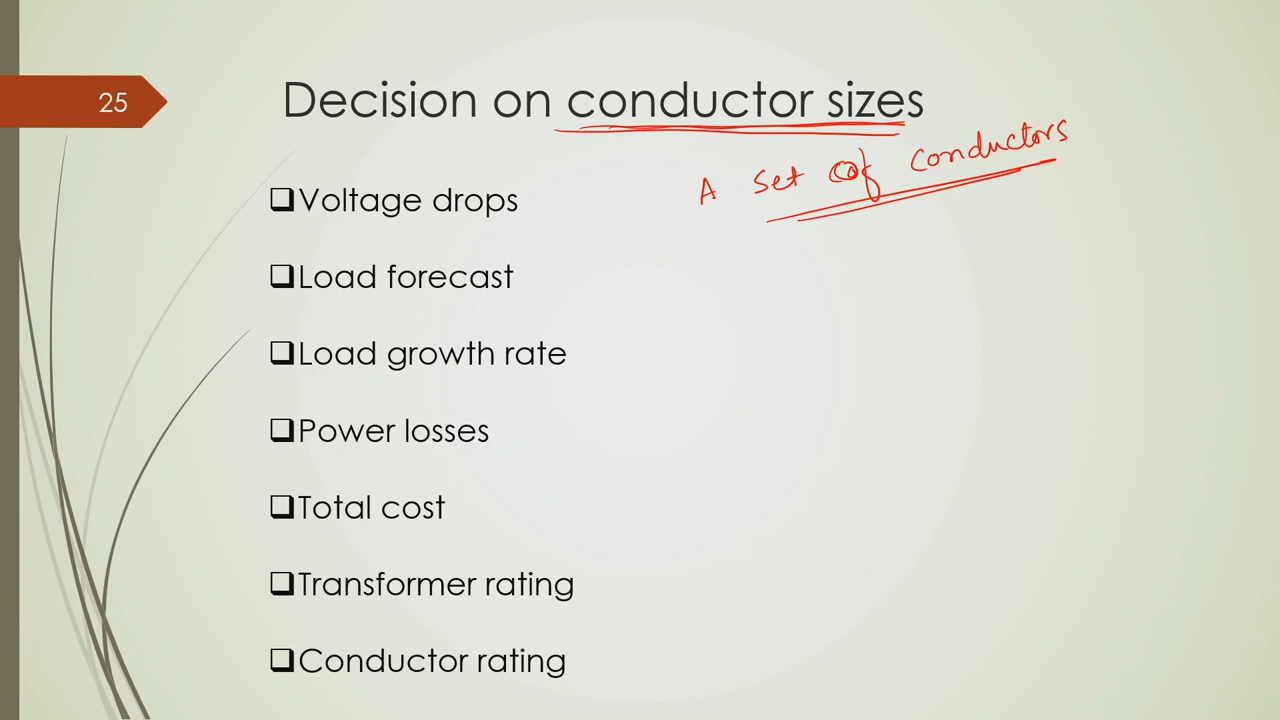 25
Decision on conductor sizes
A set of conductors
❑Voltage drops
❑Load forecast
❑Load growth rate
❑Power losses
❑Total cost
❑Transformer rating
❑Conductor rating